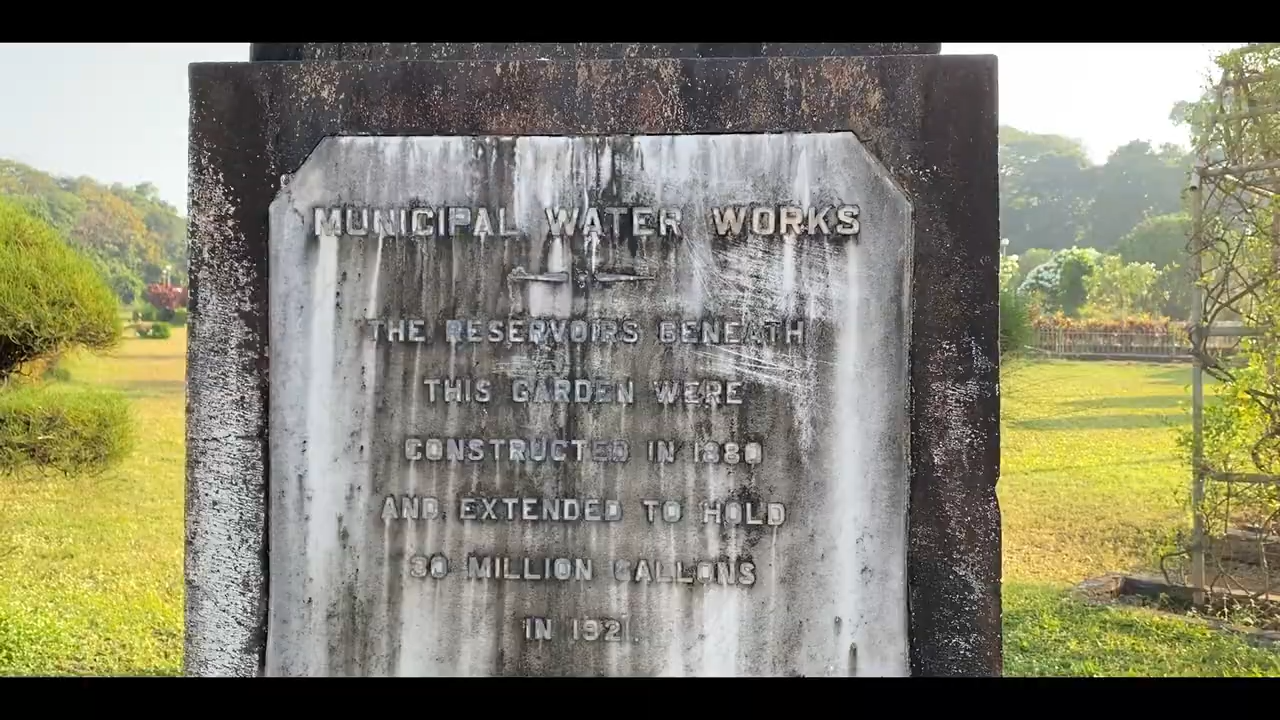 MUNICIPAL WATER WORKS
THE RESERVOIRS BENEATH
THIS GARDEN WERE
CONSTRUCTED IN 1880
AND EXTENDED TO HOLD
30 MILLION GALLONS
IN 1921.